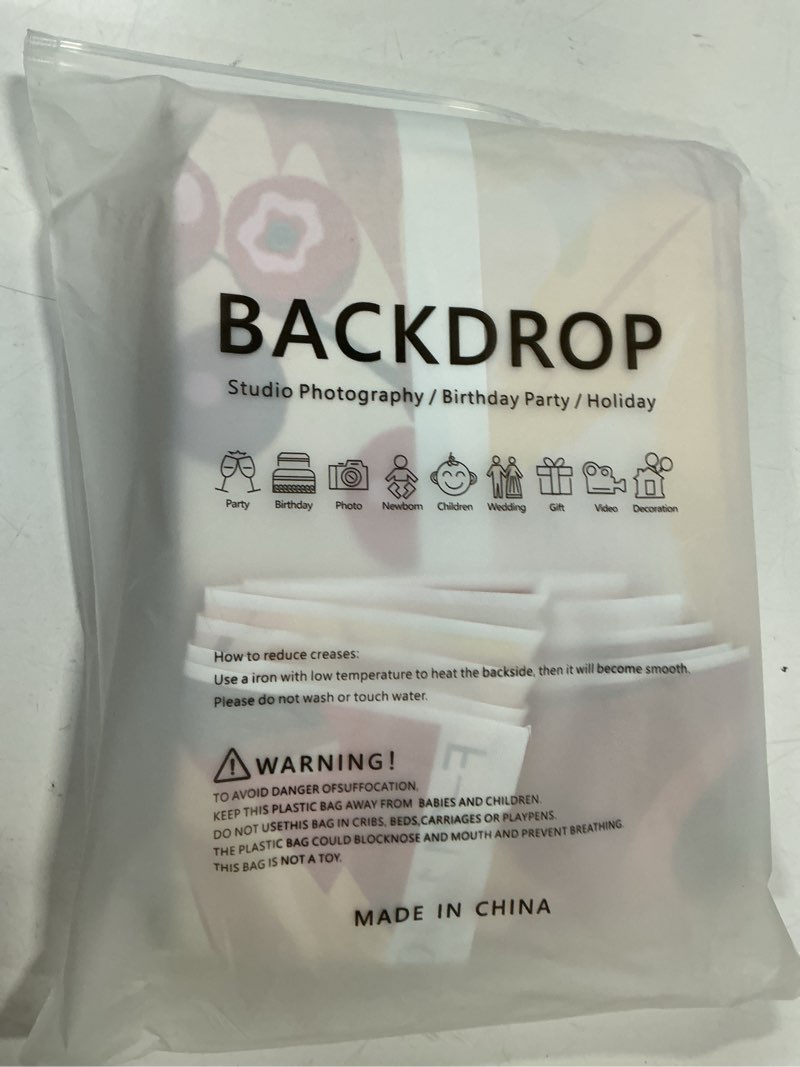 BACKDROP
Studio Photography / Birthday Party / Holiday
Party Birthday Photo Newborn Children Wedding Gift Video Decoration
How to reduce creases:
Use a iron with low temperature to heat the backside, then it will become smooth.
Please do not wash or touch water.
WARNING!
TO AVOID DANGER OFSUFFOCATION,
KEEP THIS PLASTIC BAG AWAY FROM BABIES AND CHILDREN.
DO NOT USETHIS BAG IN CRIBS, BEDS,CARRIAGES OR PLAYPENS.
THE PLASTIC BAG COULD BLOCKNOSE AND MOUTH AND PREVENT BREATHING.
THIS BAG IS NOT A TOY.
MADE IN CHINA